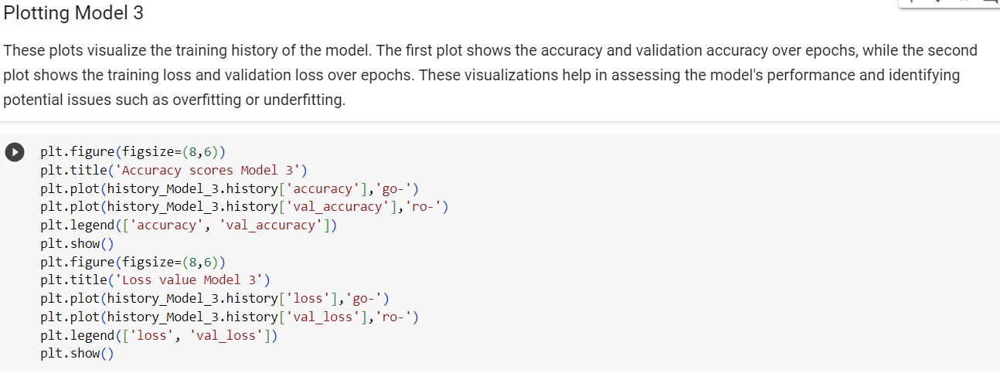 Plotting Model 3
These plots visualize the training history of the model. The first plot shows the accuracy and validation accuracy over epochs, while the second
plot shows the training loss and validation loss over epochs. These visualizations help in assessing the model's performance and identifying
potential issues such as overfitting or underfitting.
plt.figure(figsize=(8,6))
plt.title('Accuracy scores Model 3')
plt.plot(history_Model_3.history['accuracy'],'go-')
plt.plot(history_Model_3.history['val_accuracy'],'ro-')
plt.legend(['accuracy', 'val_accuracy'])
plt.show()
plt.figure(figsize=(8,6))
plt.title('Loss value Model 3')
plt.plot(history_Model_3.history['loss'],'go-')
plt.plot(history_Model_3.history['val_loss'],'ro-')
plt.legend(['loss', 'val_loss'])
plt.show()